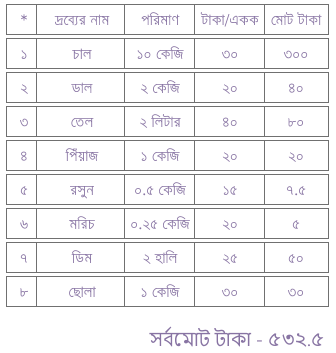 * দ্রব্যের নাম পরিমাণ টাকা/একক মোট টাকা
১ চাল ১০ কেজি ৩০ ৩০০
২ ডাল ২ কেজি ২০ ৪০
৩ তেল ২ লিটার ৪০ ৮০
৪ পিঁয়াজ ১ কেজি ২০ ২০
৫ রসুন ০.৫ কেজি ১৫ ৭.৫
৬ মরিচ ০.২৫ কেজি ২০ ৫
৭ ডিম ২ হালি ২৫ ৫০
৮ ছোলা ১ কেজি ৩০ ৩০
সর্বমোট টাকা - ৫৩২.৫